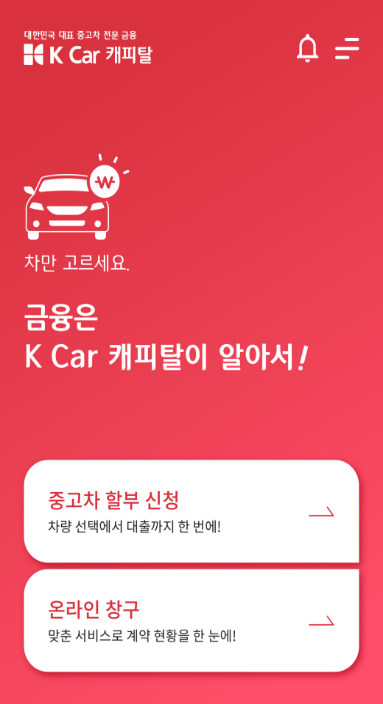 대한민국 대표 중고차 전문 금융
K Car 캐피탈
₩
차만 고르세요.
금융은
K Car 캐피탈이 알아서!
중고차 할부 신청
차량 선택에서 대출까지 한 번에!
온라인 창구
맞춘 서비스로 계약 현황을 한 눈에!